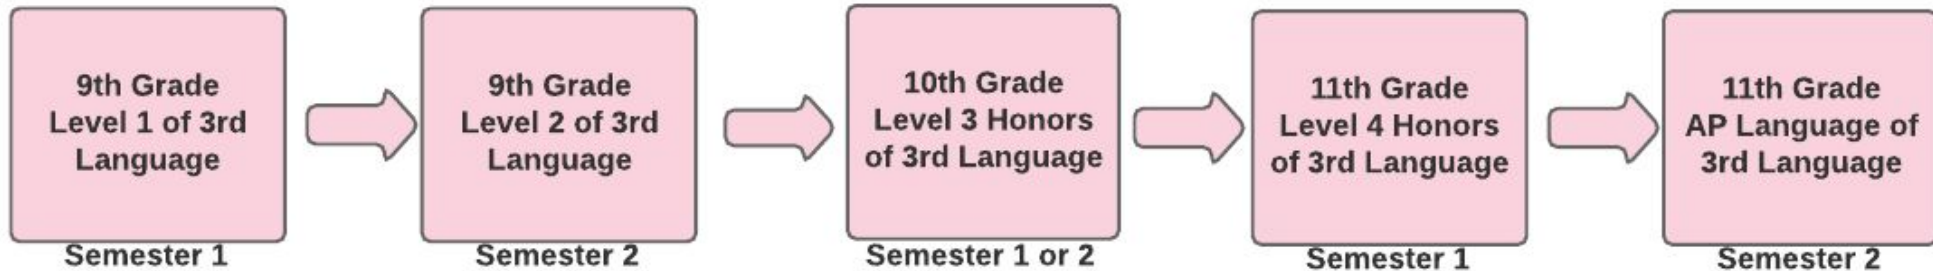 9th Grade
Level 1 of 3rd
Language
Semester 1
9th Grade
Level 2 of 3rd
Language
Semester 2
10th Grade
Level 3 Honors
of 3rd Language
Semester 1 or 2
11th Grade
Level 4 Honors
of 3rd Language
Semester 1
11th Grade
AP Language of
3rd Language
Semester 2